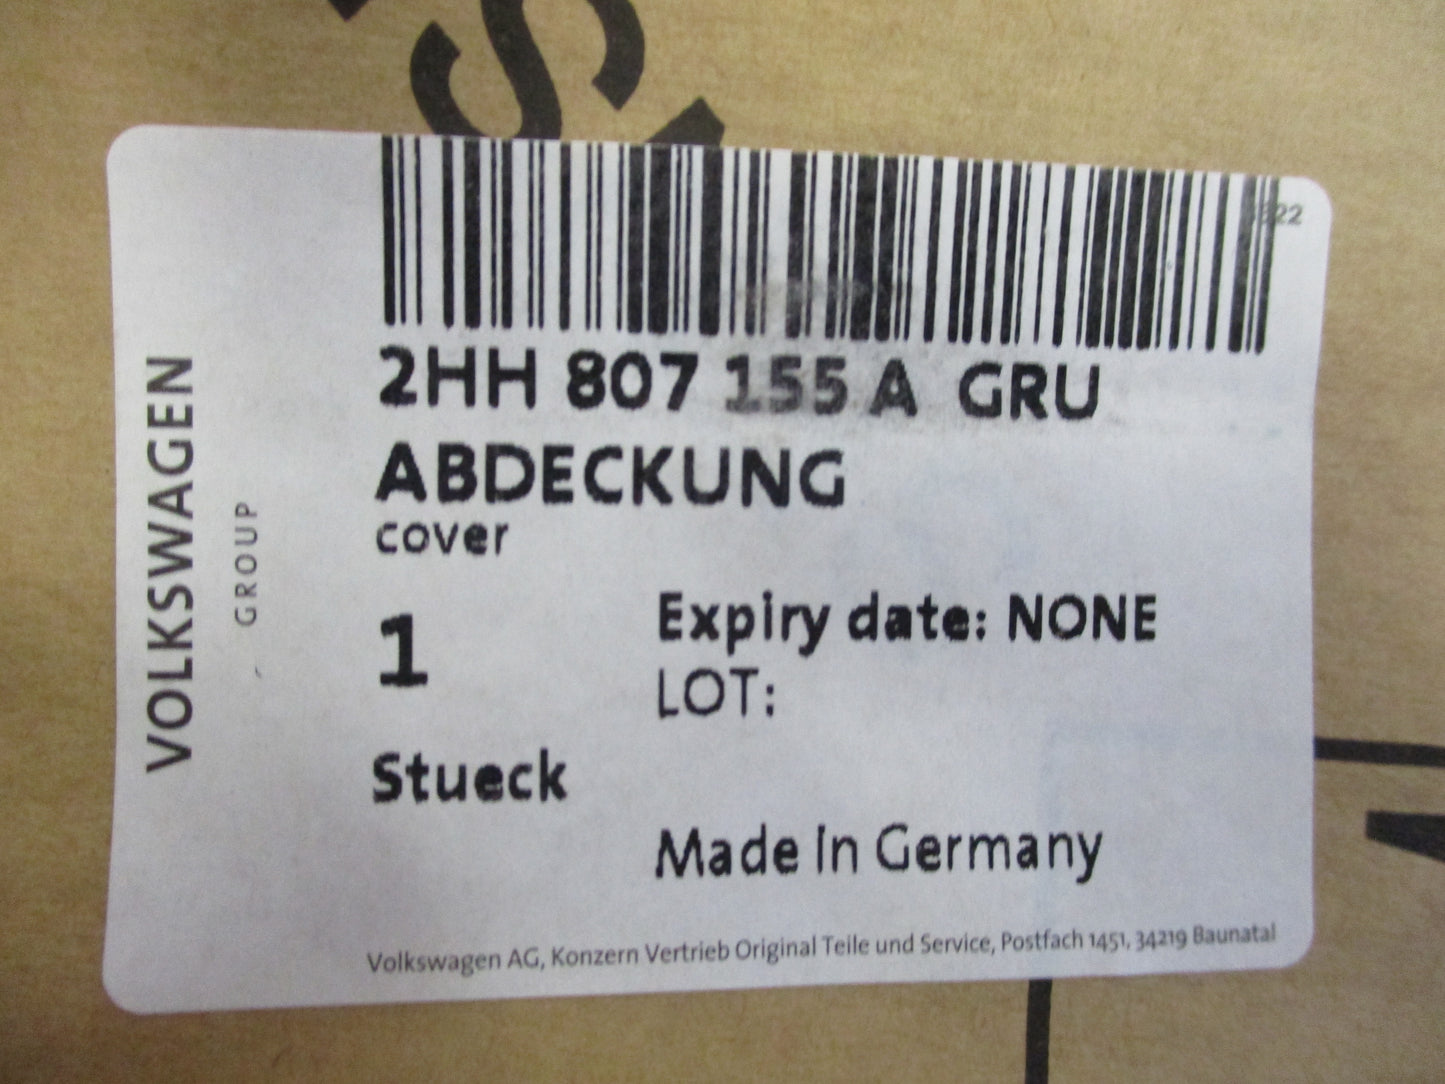 VOLKSWAGEN
GROUP
2HH 807 155 A GRU
ABDECKUNG
cover
1
Expiry date: NONE
LOT:
Stueck
Made in Germany
Volkswagen AG, Konzern Vertrieb Original Teile und Service, Postfach 1451, 34219 Baunatal